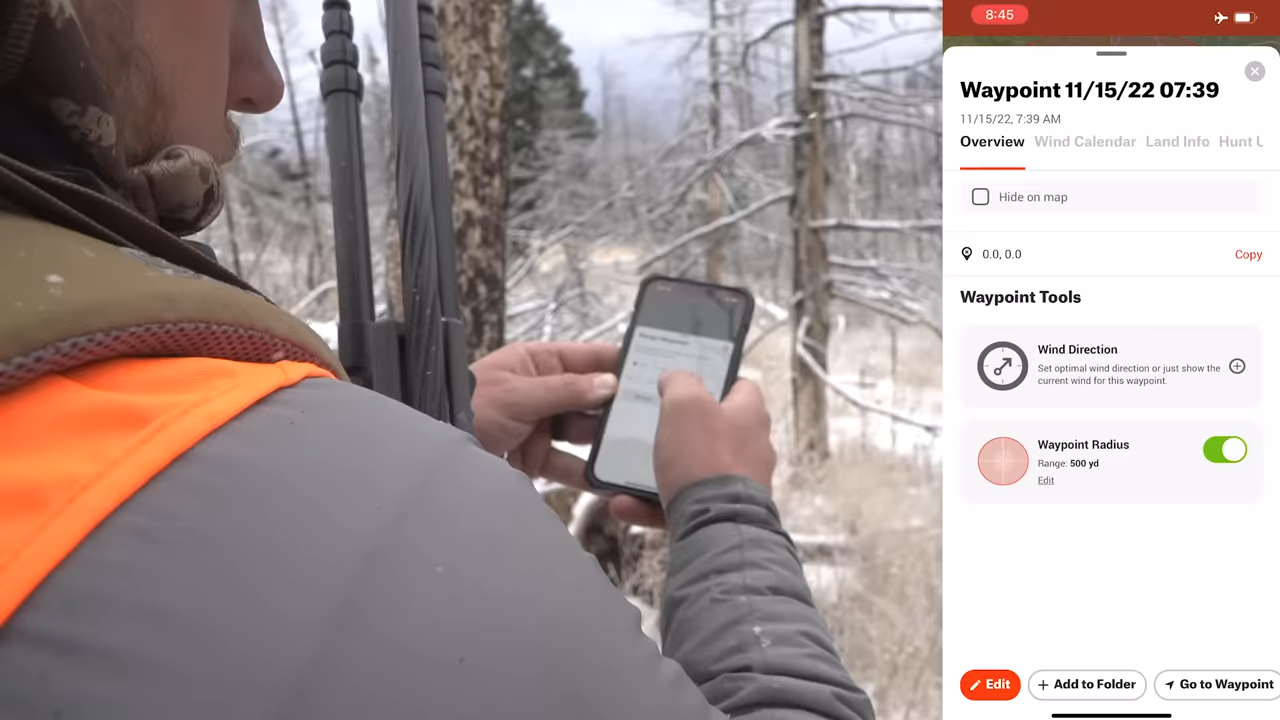 8:45
Waypoint 11/15/22 07:39
11/15/22, 7:39 AM
Overview Wind Calendar Land Info Hunt
Hide on map
0.0, 0.0 Copy
Waypoint Tools
Wind Direction
Set optimal wind direction or just show the
current wind for this waypoint.
Waypoint Radius
Range: 500 yd
Edit
Edit + Add to Folder Go to Waypoint